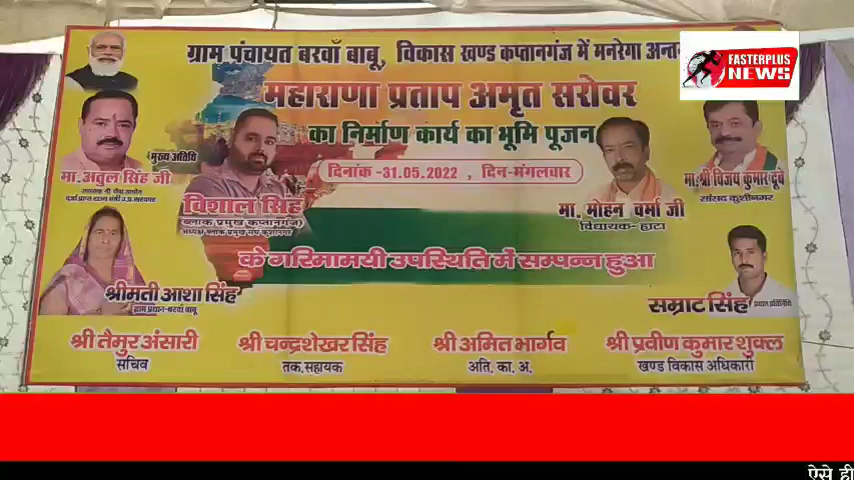 ग्राम पंचायत बरवाँ बाबू, विकास खण्ड कप्तानगंज में मनरेगा अन्त
FASTERPLUS
NEWS
महाराणा प्रताप अमृत सरोवर
का निर्माण कार्य का भूमि पूजन
दिनांक -31.05.2022 , दिन-मंगलवार
मुख्य अतिथि
मा. अतुल सिंह जी
विशाल सिंह
(ब्लाक प्रमुख कप्तानगंज)
मा. मोहन वर्मा जी
विधायक- हाटा
मा. श्री विजय कुमार दूबे
सांसद कुशीनगर
के गरिमामयी उपस्थिति में सम्पन्न हुआ
श्रीमती आशा सिंह
ग्राम प्रधान-बरवां बाबू
सम्राट सिंह
प्रधान प्रतिनिधि
श्री तैमुर अंसारी
सचिव
श्री चन्द्रशेखर सिंह
तक.सहायक
श्री अमित भार्गव
अति. का. अ.
श्री प्रवीण कुमार शुक्ल
खण्ड विकास अधिकारी
ऐसे ही